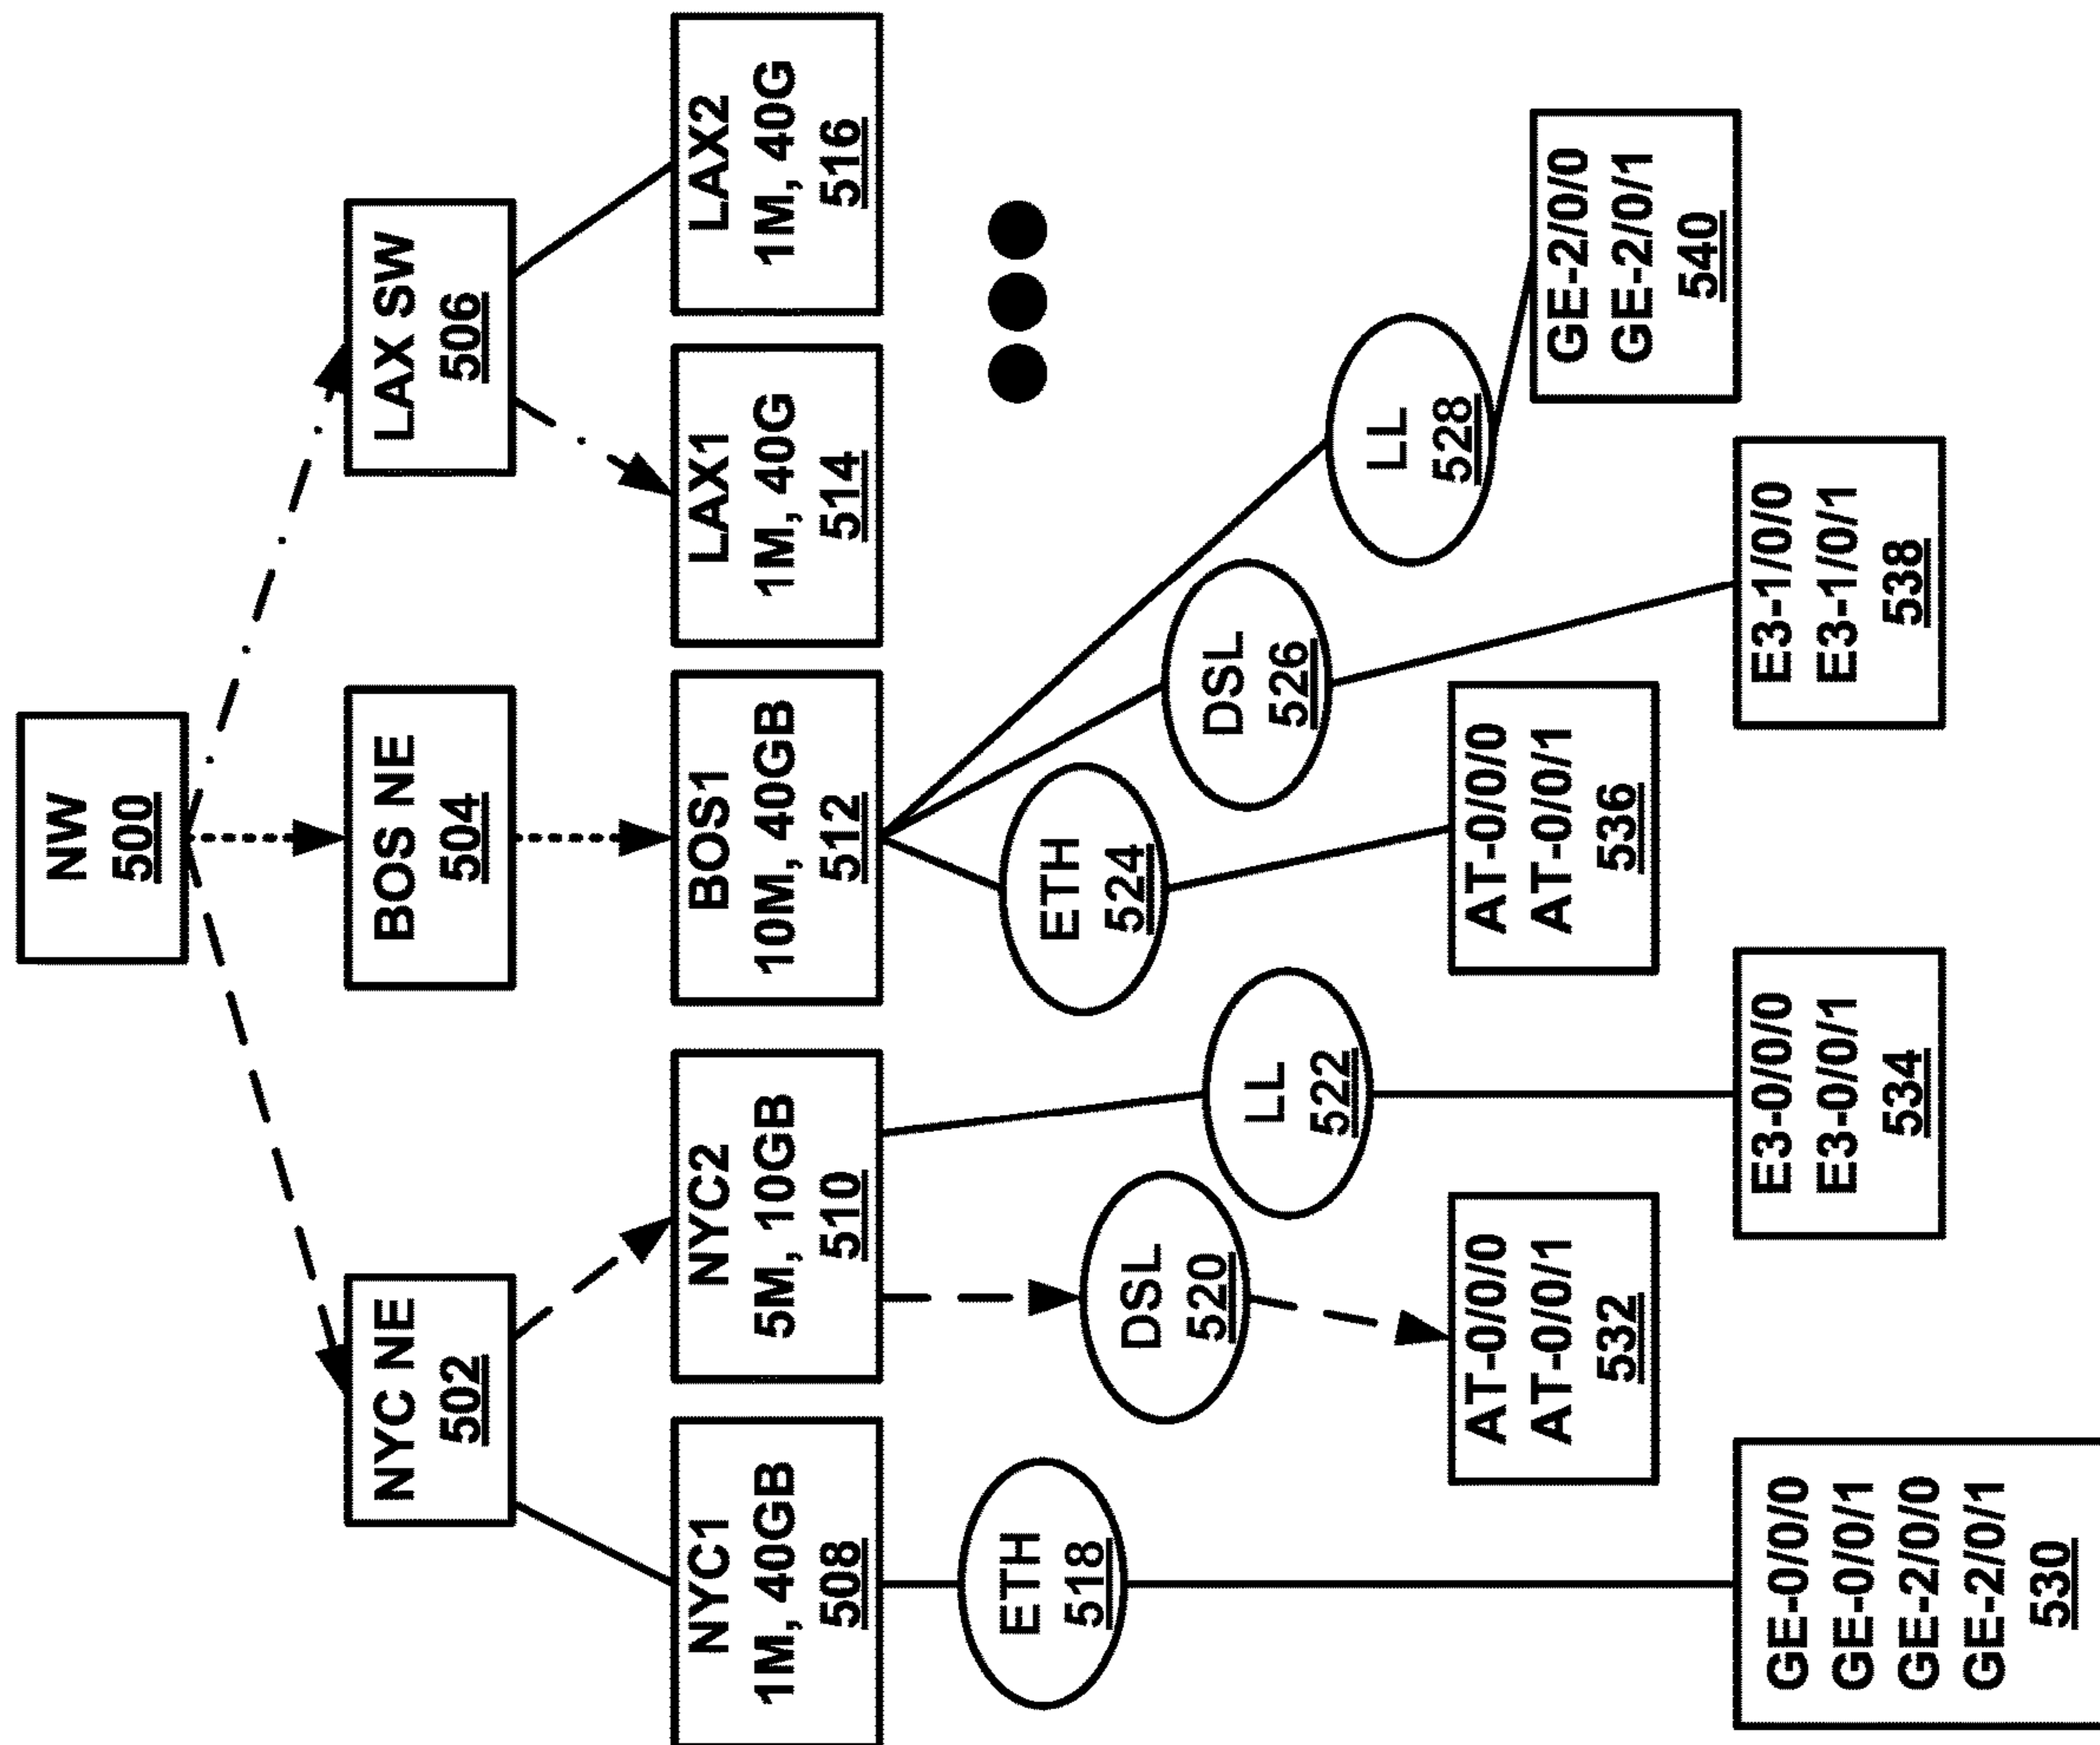 NW
500
NYC NE
502
BOS NE
504
LAX SW
506
NYC1
1M, 40GB
508
NYC2
5M, 10GB
510
BOS1
10M, 40GB
512
LAX1
1M, 40G
514
LAX2
1M, 40G
516
ETH
518
DSL
520
LL
522
ETH
524
DSL
526
LL
528
GE-0/0/0
GE-0/0/1
GE-2/0/0
GE-2/0/1
530
AT-0/0/0
AT-0/0/1
532
E3-0/0/0
E3-0/0/1
534
AT-0/0/0
AT-0/0/1
536
E3-1/0/0
E3-1/0/1
538
GE-2/0/0
GE-2/0/1
540